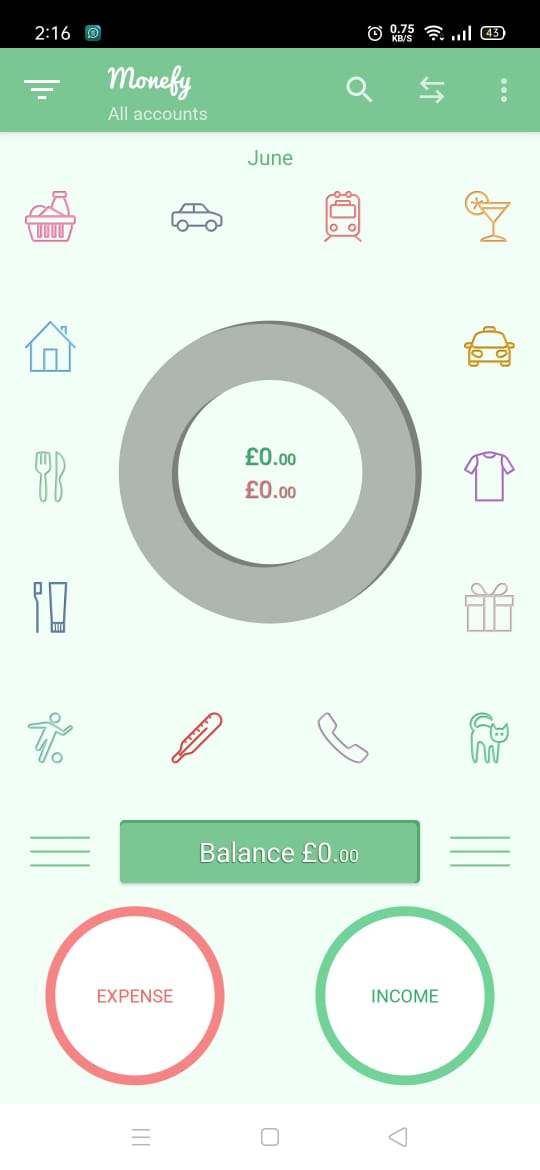 2:16
0.75
KB/S
43
Monefy
All accounts
June
£0.00
£0.00
Balance £0.00
EXPENSE
INCOME